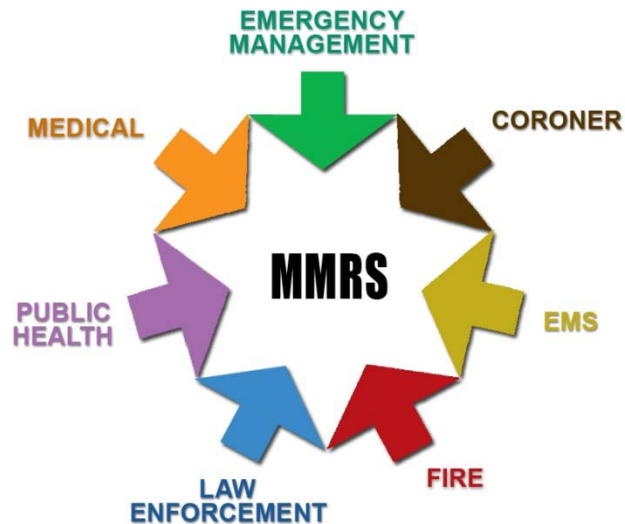 EMERGENCY
MANAGEMENT
MEDICAL
CORONER
MMRS
PUBLIC
HEALTH
EMS
LAW
ENFORCEMENT
FIRE